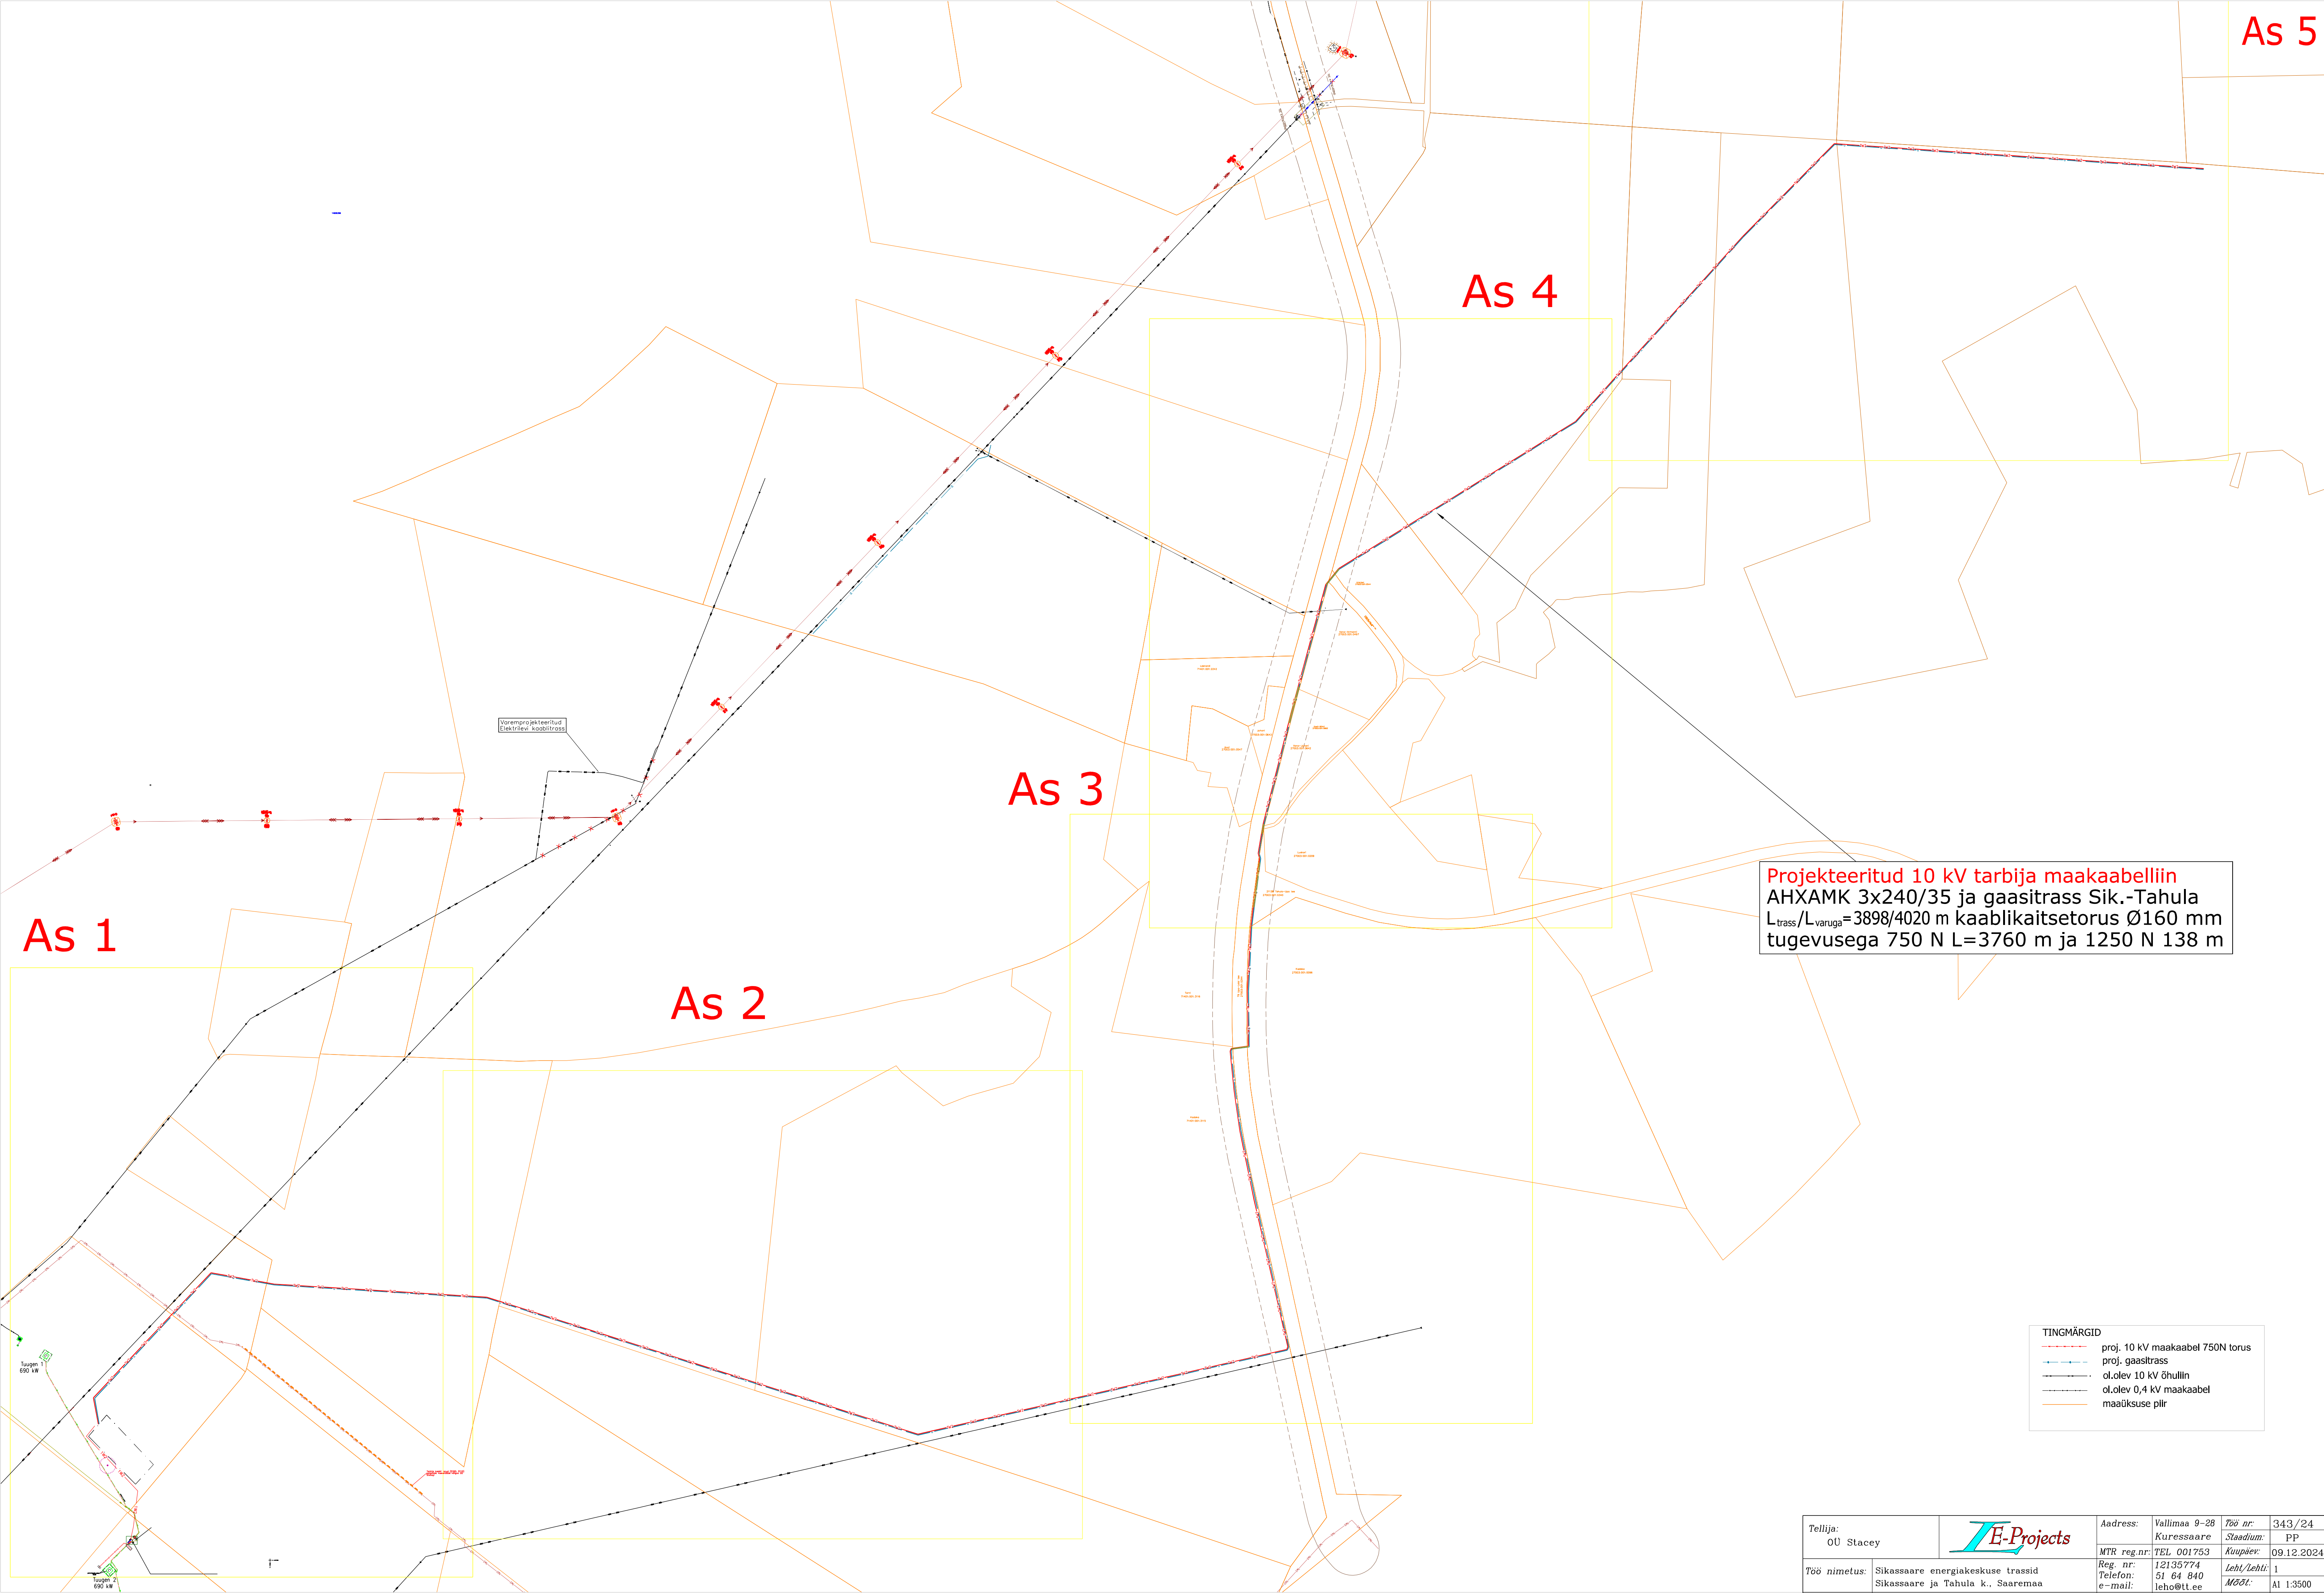 As 5
As 4
Varemprojekteeritud
Elektrilevi kaablitrass
As 3
Projekteeritud 10 kV tarbija maakaabelliin
AHXAMK 3x240/35 ja gaasitrass Sik.-Tahula
Ltrass/Lvaruga=3898/4020 m kaablikaitsetorus Ø160 mm
tugevusega 750 N L=3760 m ja 1250 N 138 m
As 1
As 2
Tuugen 1
690 kW
Tuugen 2
690 kW
TINGMÄRGID
proj. 10 kV maakaabel 750N torus
proj. gaasitrass
ol.olev 10 kV õhuliin
ol.olev 0,4 kV maakaabel
maaüksuse piir
Tellija:
OÜ Stacey
E-Projects
Aadress: Vallimaa 9-28
Kuressaare
MTR reg.nr: TEL 001753
Reg. nr: 12135774
Telefon: 51 64 840
e-mail: leho@tt.ee
Töö nr: 343/24
Staadium: PP
Kuupäev: 09.12.2024
Leht/Lehti: 1
Mõõt: A1 1:3500
Töö nimetus: Sikassaare energiakeskuse trassid
Sikassaare ja Tahula k., Saaremaa